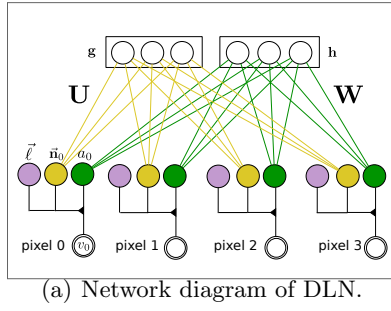 g h
U W
ℓ⃗ n⃗₀ a₀
pixel 0 v₀ pixel 1 pixel 2 pixel 3
(a) Network diagram of DLN.